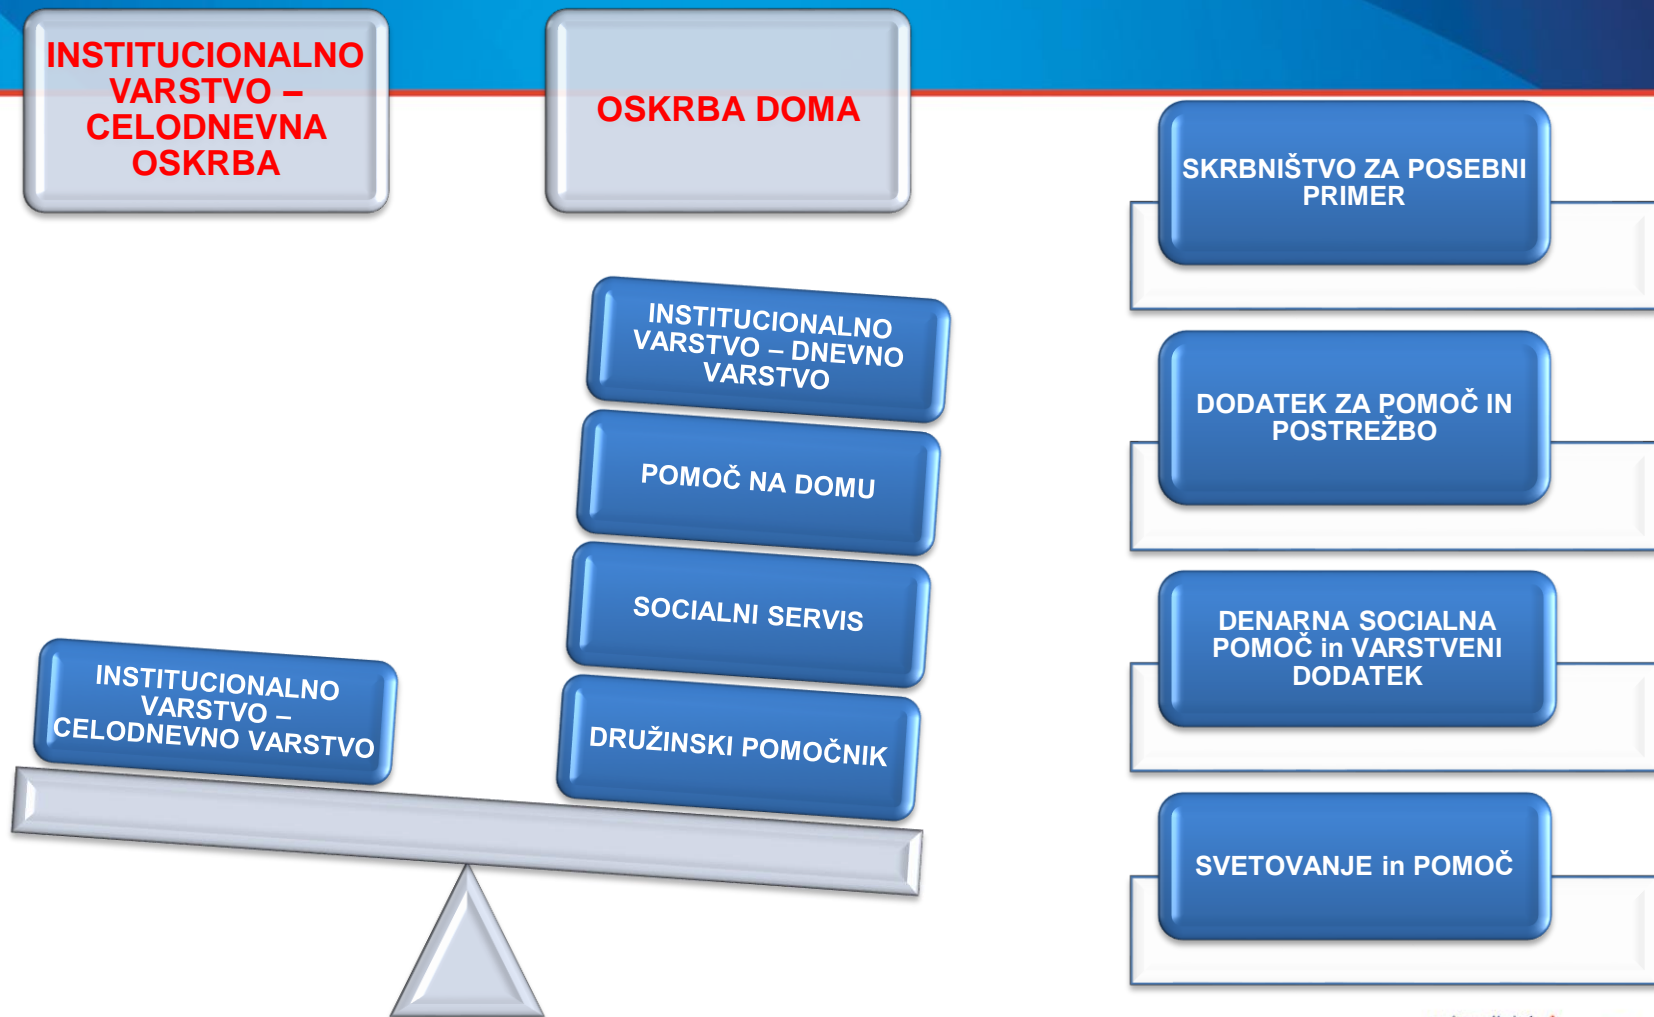 INSTITUCIONALNO
VARSTVO –
CELODNEVNA
OSKRBA
OSKRBA DOMA
INSTITUCIONALNO
VARSTVO – DNEVNO
VARSTVO
POMOČ NA DOMU
SOCIALNI SERVIS
DRUŽINSKI POMOČNIK
INSTITUCIONALNO
VARSTVO –
CELODNEVNO VARSTVO
SKRBNIŠTVO ZA POSEBNI
PRIMER
DODATEK ZA POMOČ IN
POSTREŽBO
DENARNA SOCIALNA
POMOČ in VARSTVENI
DODATEK
SVETOVANJE in POMOČ